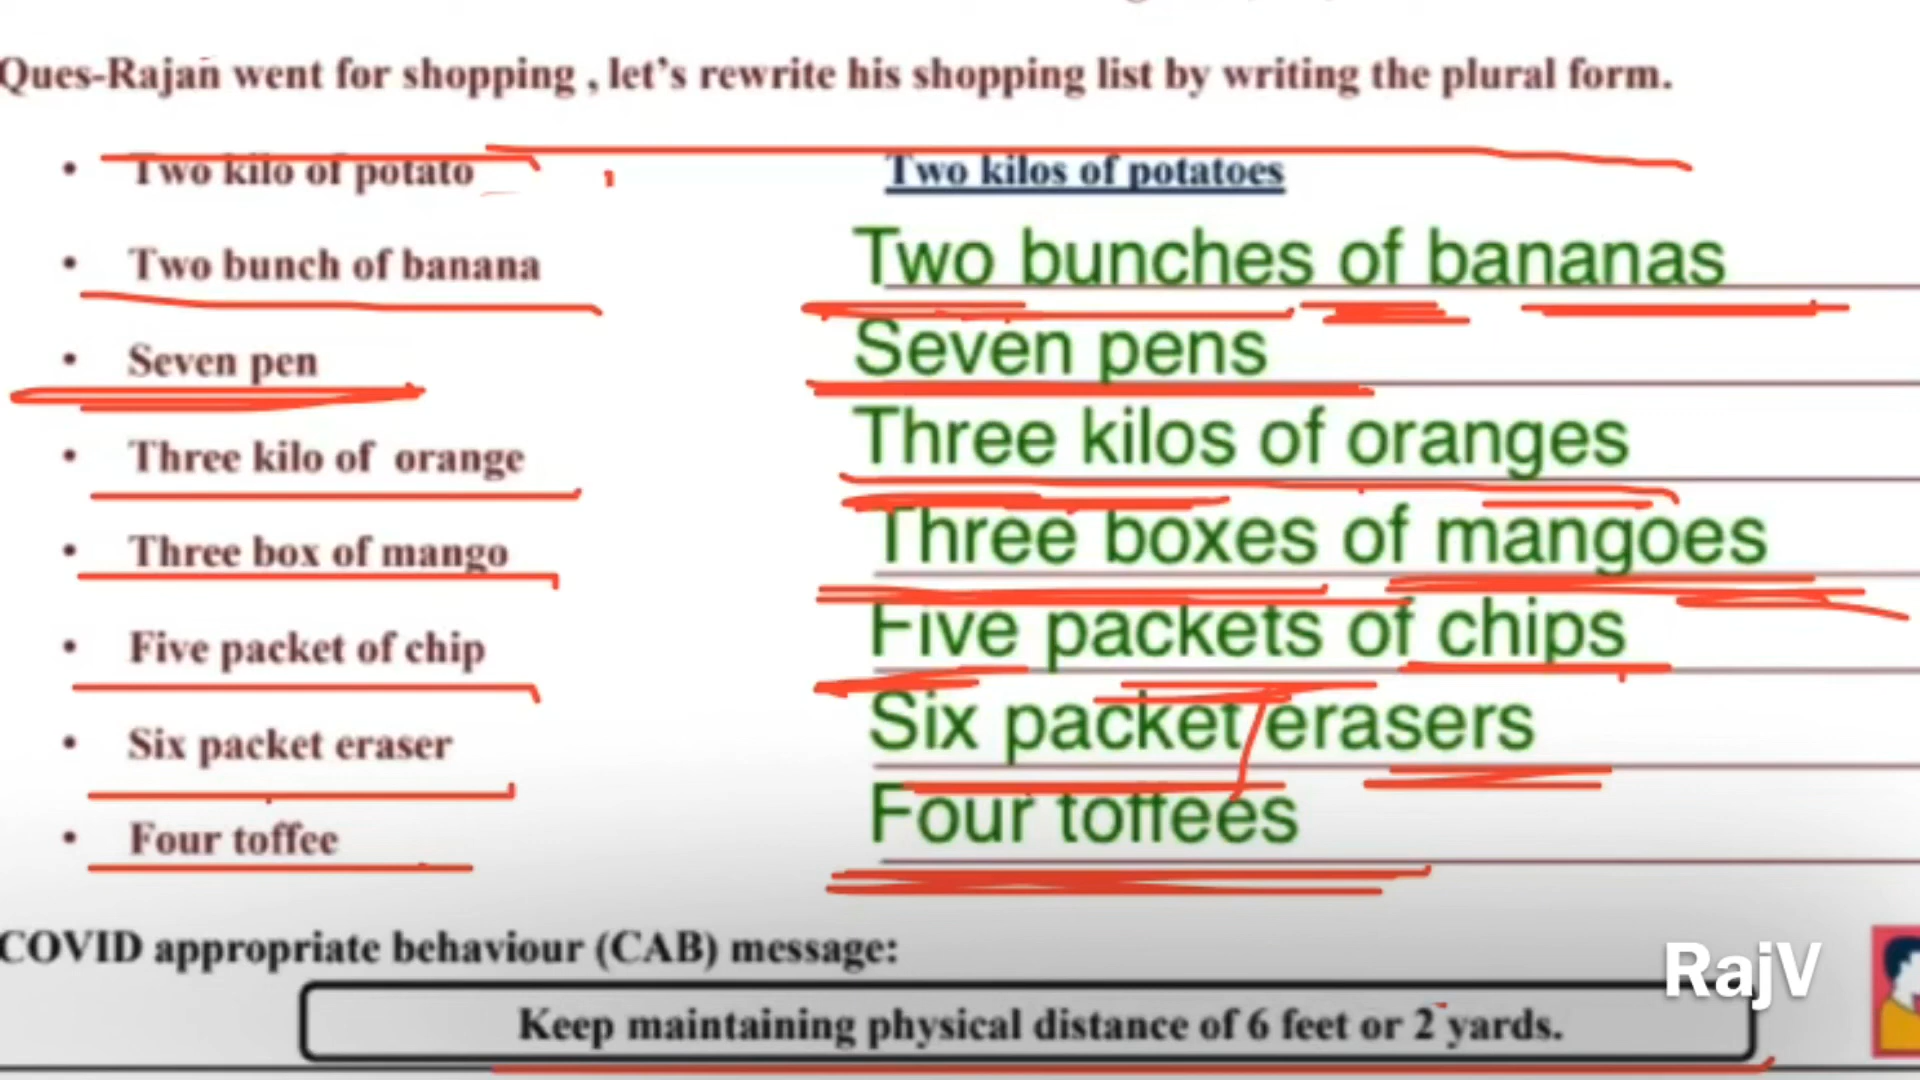 Ques-Rajan went for shopping , let's rewrite his shopping list by writing the plural form.
• Two kilo of potato Two kilos of potatoes
• Two bunch of banana Two bunches of bananas
• Seven pen Seven pens
• Three kilo of orange Three kilos of oranges
• Three box of mango Three boxes of mangoes
• Five packet of chip Five packets of chips
• Six packet eraser Six packet erasers
• Four toffee Four toffees
COVID appropriate behaviour (CAB) message:
RajV
Keep maintaining physical distance of 6 feet or 2 yards.